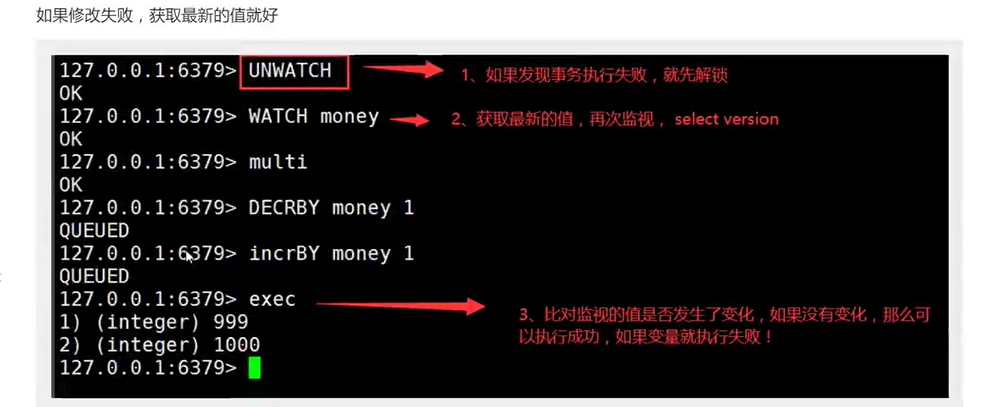 如果修改失败，获取最新的值就好
127.0.0.1:6379> UNWATCH
1、如果发现事务执行失败，就先解锁
OK
127.0.0.1:6379> WATCH money
2、获取最新的值，再次监视， select version
OK
127.0.0.1:6379> multi
OK
127.0.0.1:6379> DECRBY money 1
QUEUED
127.0.0.1:6379> incrBY money 1
QUEUED
127.0.0.1:6379> exec
3、比对监视的值是否发生了变化，如果没有变化，那么可
以执行成功，如果变量就执行失败！
1) (integer) 999
2) (integer) 1000
127.0.0.1:6379>